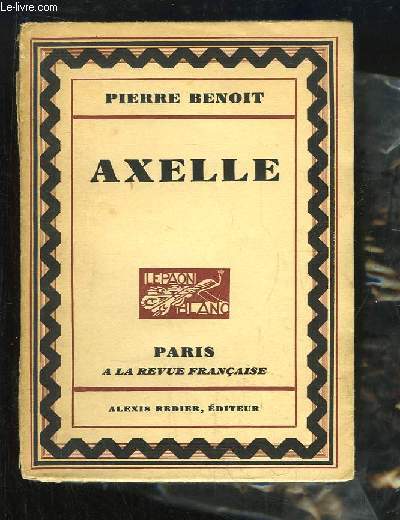 Le-livre.com
PIERRE BENOIT
AXELLE
LE PAON
BLANC
PARIS
A LA REVUE FRANÇAISE
ALEXIS REDIER, ÉDITEUR